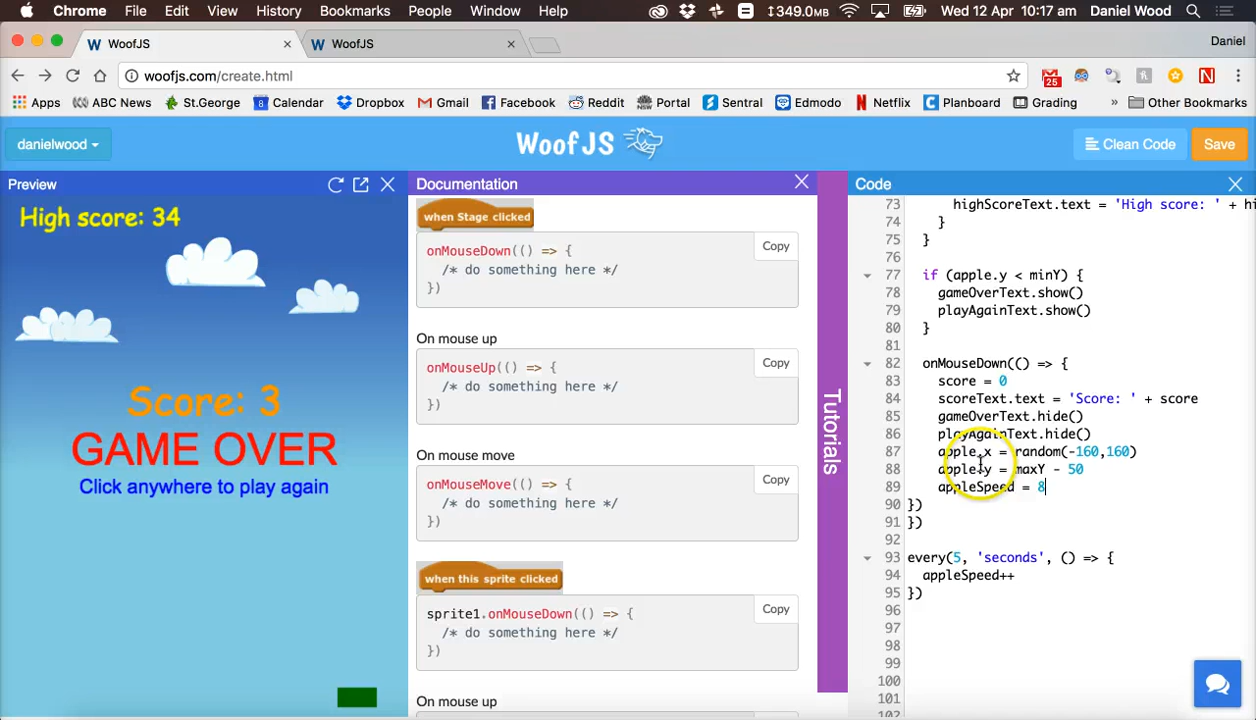 Chrome File Edit View History Bookmarks People Window Help 349.0MB Wed 12 Apr 10:17 am Daniel Wood
WoofJS × WoofJS × Daniel
woofjs.com/create.html 25
Apps ABC News St.George 8 Calendar Dropbox Gmail Facebook Reddit Portal Sentral Edmodo Netflix Planboard Grading » Other Bookmarks
danielwood WoofJS Clean Code Save
Preview
Documentation
Code
High score: 34
Score: 3
GAME OVER
Click anywhere to play again
when Stage clicked
onMouseDown(() => { Copy
/* do something here */
})
On mouse up
onMouseUp(() => { Copy
/* do something here */
})
On mouse move
onMouseMove(() => { Copy
/* do something here */
})
when this sprite clicked
sprite1.onMouseDown(() => { Copy
/* do something here */
})
On mouse up
Tutorials
73 highScoreText.text = 'High score: ' + hi
74 }
75 }
76
77 if (apple.y < minY) {
78 gameOverText.show()
79 playAgainText.show()
80 }
81
82 onMouseDown(() => {
83 score = 0
84 scoreText.text = 'Score: ' + score
85 gameOverText.hide()
86 playAgainText.hide()
87 apple.x = random(-160,160)
88 apple.y = maxY - 50
89 appleSpeed = 8
90 })
91 })
92
93 every(5, 'seconds', () => {
94 appleSpeed++
95 })
96
97
98
99
100
101
102